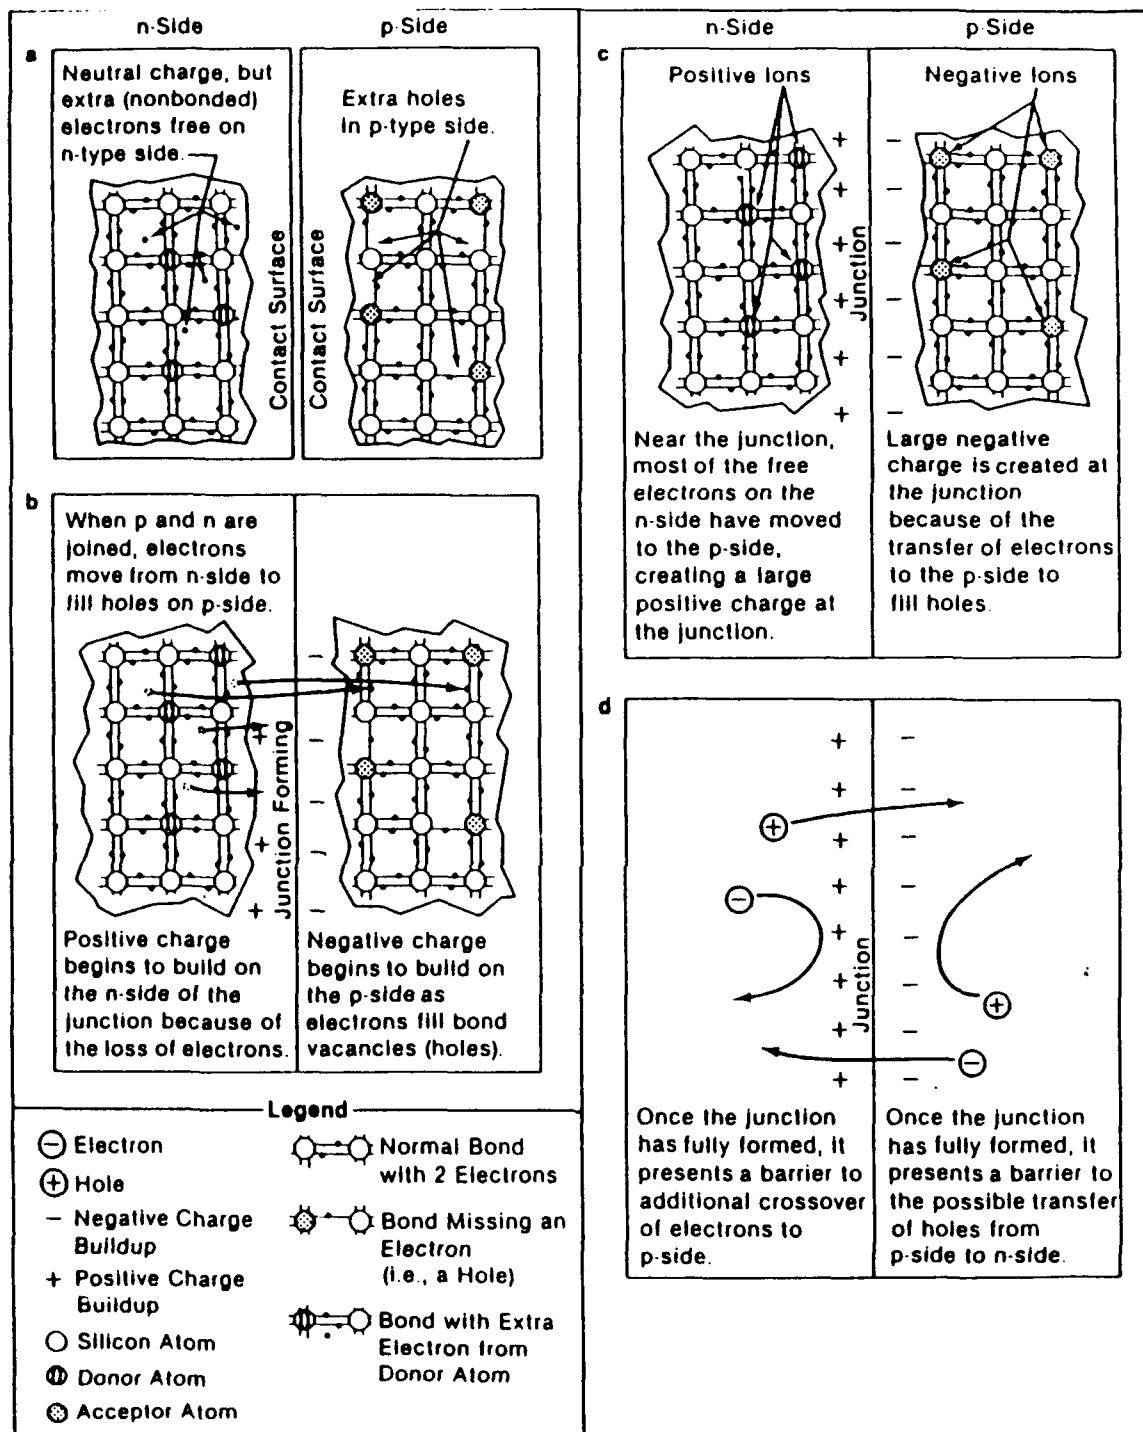 n-Side
p-Side
a
Neutral charge, but
extra (nonbonded)
electrons free on
n-type side.
Extra holes
in p-type side.
Contact Surface
Contact Surface
b
When p and n are
joined, electrons
move from n-side to
fill holes on p-side.
Junction Forming
Positive charge
begins to build on
the n-side of the
junction because of
the loss of electrons.
Negative charge
begins to build on
the p-side as
electrons fill bond
vacancies (holes).
n-Side
p-Side
c
Positive Ions
Negative Ions
Junction
Near the junction,
most of the free
electrons on the
n-side have moved
to the p-side,
creating a large
positive charge at
the junction.
Large negative
charge is created at
the junction
because of the
transfer of electrons
to the p-side to
fill holes.
d
Junction
Once the junction
has fully formed, it
presents a barrier to
additional crossover
of electrons to
p-side.
Once the junction
has fully formed, it
presents a barrier to
the possible transfer
of holes from
p-side to n-side.
Legend
Electron
Hole
− Negative Charge
Buildup
+ Positive Charge
Buildup
Silicon Atom
Donor Atom
Acceptor Atom
Normal Bond
with 2 Electrons
Bond Missing an
Electron
(i.e., a Hole)
Bond with Extra
Electron from
Donor Atom